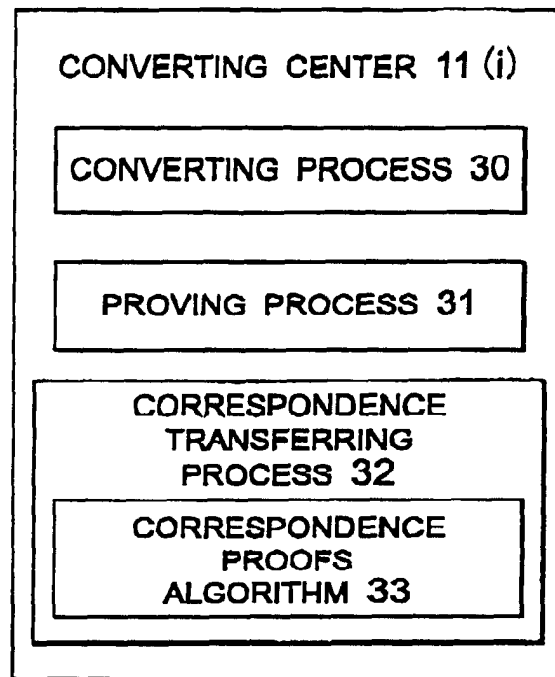 CONVERTING CENTER 11 (i)
CONVERTING PROCESS 30
PROVING PROCESS 31
CORRESPONDENCE
TRANSFERRING
PROCESS 32
CORRESPONDENCE
PROOFS
ALGORITHM 33